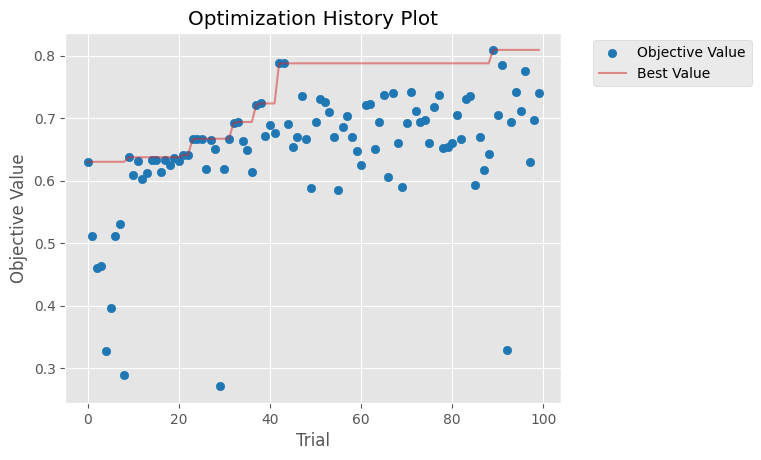 Optimization History Plot
Objective Value
Best Value
Objective Value
0.8
0.7
0.6
0.5
0.4
0.3
0
20
40
60
80
100
Trial